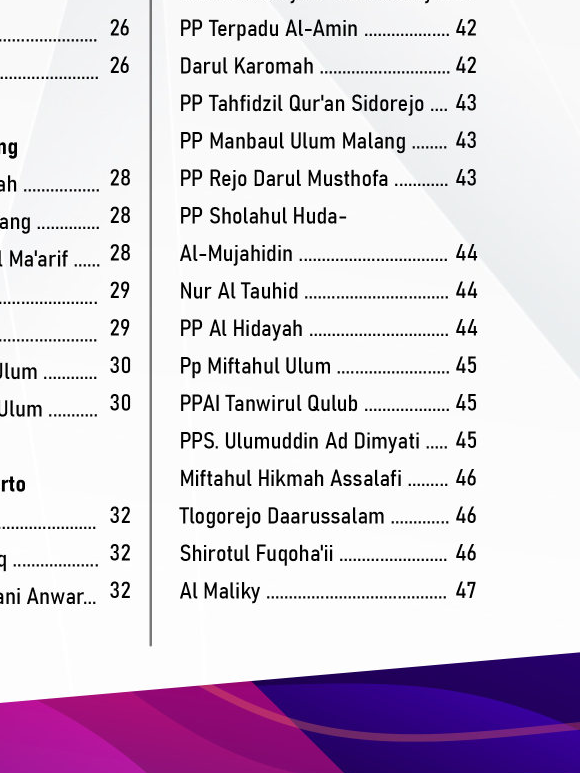 26
26
ng
ah ................. 28
ang .............. 28
l Ma'arif ...... 28
29
29
Ulum ............ 30
Ulum ........... 30
rto
32
q ................... 32
ani Anwar... 32
PP Terpadu Al-Amin ................... 42
Darul Karomah ............................. 42
PP Tahfidzil Qur'an Sidorejo .... 43
PP Manbaul Ulum Malang ........ 43
PP Rejo Darul Musthofa ............ 43
PP Sholahul Huda-
Al-Mujahidin ................................. 44
Nur Al Tauhid ................................ 44
PP Al Hidayah ............................... 44
Pp Miftahul Ulum ......................... 45
PPAI Tanwirul Qulub ................... 45
PPS. Ulumuddin Ad Dimyati ..... 45
Miftahul Hikmah Assalafi ......... 46
Tlogorejo Daarussalam ............. 46
Shirotul Fuqoha'ii ........................ 46
Al Maliky ........................................ 47